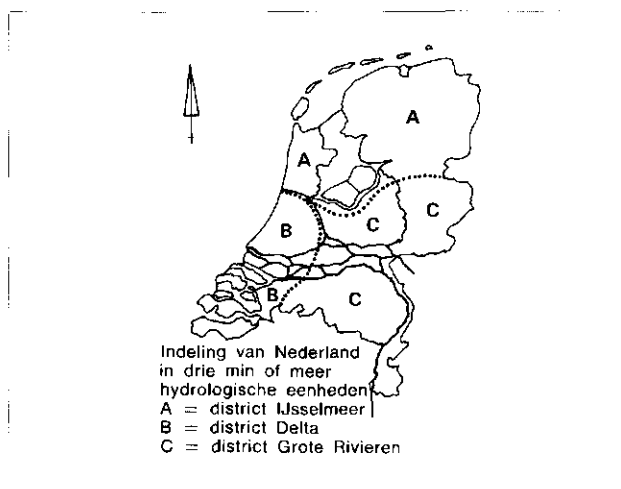 A
A
C
B
C
B
C
Indeling van Nederland
in drie min of meer
hydrologische eenheden
A = district IJsselmeer
B = district Delta
C = district Grote Rivieren